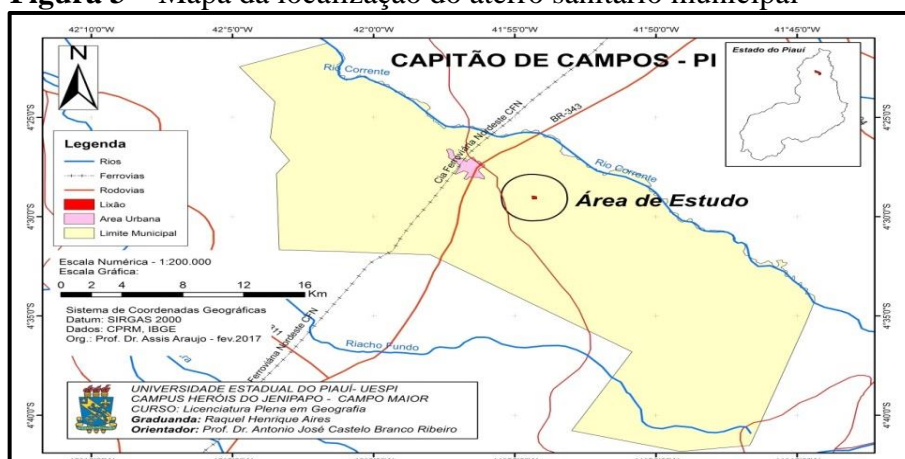 Figura 3 – Mapa da localização do aterro sanitário municipal
42°10'0"O 42°5'0"O 42°0'0"O 41°55'0"O 41°50'0"O 41°45'0"O
N
CAPITÃO DE CAMPOS - PI
Estado do Piauí
Rio Corrente
BR-343
Cia Ferroviária Nordeste CFN
Rio Corrente
4°25'0"S
4°25'0"S
Legenda
Rios
Ferrovias
Rodovias
Lixão
Area Urbana
Limite Municipal
Área de Estudo
4°30'0"S
4°30'0"S
Escala Numérica - 1:200.000
Escala Gráfica:
0 2 4 8 12 16
Km
Sistema de Coordenadas Geográficas
Datum: SIRGAS 2000
Dados: CPRM, IBGE
Org.: Prof. Dr. Assis Araujo - fev.2017
4°35'0"S
4°35'0"S
Riacho Fundo
Ferroviária Nordeste CFN
UNIVERSIDADE ESTADUAL DO PIAUÍ- UESPI
CAMPUS HERÓIS DO JENIPAPO - CAMPO MAIOR
CURSO: Licenciatura Plena em Geografia
Graduanda: Raquel Henrique Aires
Orientador: Prof. Dr. Antonio José Castelo Branco Ribeiro
4°40'0"S
4°40'0"S